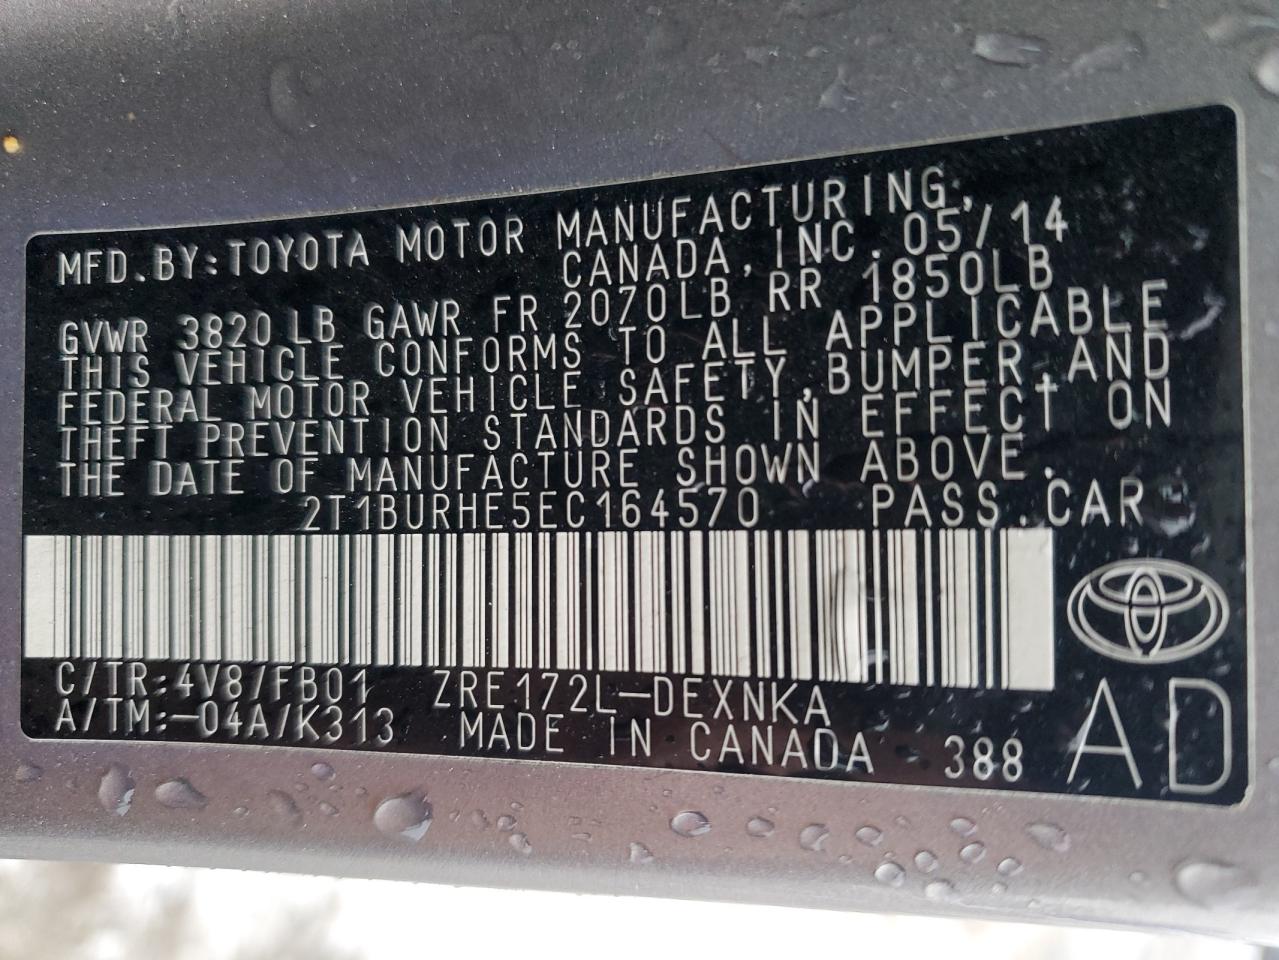 MFD.BY:TOYOTA MOTOR MANUFACTURING,
CANADA,INC. 05/14
GVWR 3820LB GAWR FR 2070LB RR 1850LB
THIS VEHICLE CONFORMS TO ALL APPLICABLE
FEDERAL MOTOR VEHICLE SAFETY,BUMPER,AND
THEFT PREVENTION STANDARDS IN EFFECT ON
THE DATE OF MANUFACTURE SHOWN ABOVE.
2T1BURHE5EC164570 PASS.CAR
C/TR:4V8/FB01 ZRE172L-DEXNKA
A/TM:-04A/K313 MADE IN CANADA 388 AD